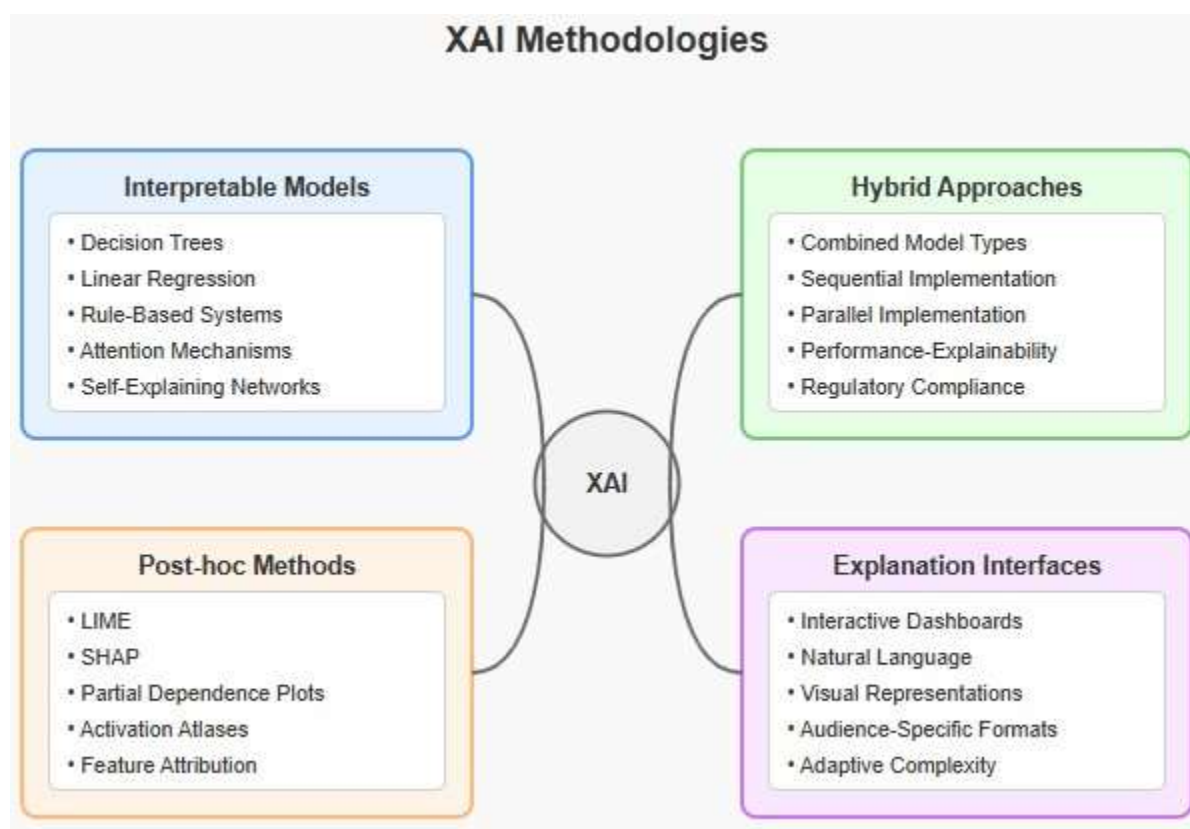 XAI Methodologies
Interpretable Models
• Decision Trees
• Linear Regression
• Rule-Based Systems
• Attention Mechanisms
• Self-Explaining Networks
Hybrid Approaches
• Combined Model Types
• Sequential Implementation
• Parallel Implementation
• Performance-Explainability
• Regulatory Compliance
XAI
Post-hoc Methods
• LIME
• SHAP
• Partial Dependence Plots
• Activation Atlases
• Feature Attribution
Explanation Interfaces
• Interactive Dashboards
• Natural Language
• Visual Representations
• Audience-Specific Formats
• Adaptive Complexity